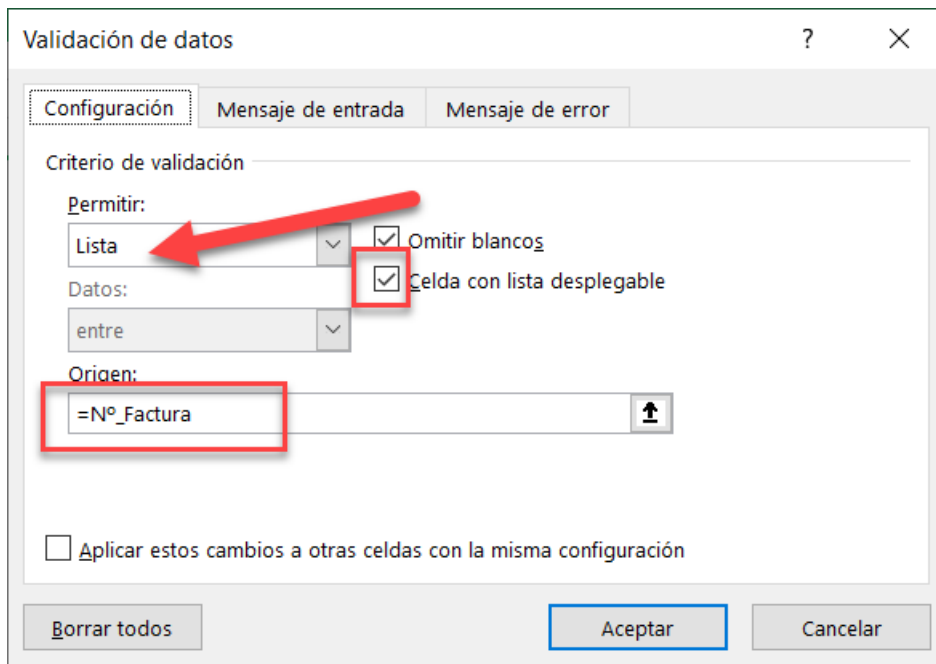 Validación de datos
?
Configuración
Mensaje de entrada
Mensaje de error
Criterio de validación
Permitir:
Lista
Omitir blancos
Celda con lista desplegable
Datos:
entre
Origen:
=Nº_Factura
Aplicar estos cambios a otras celdas con la misma configuración
Borrar todos
Aceptar
Cancelar